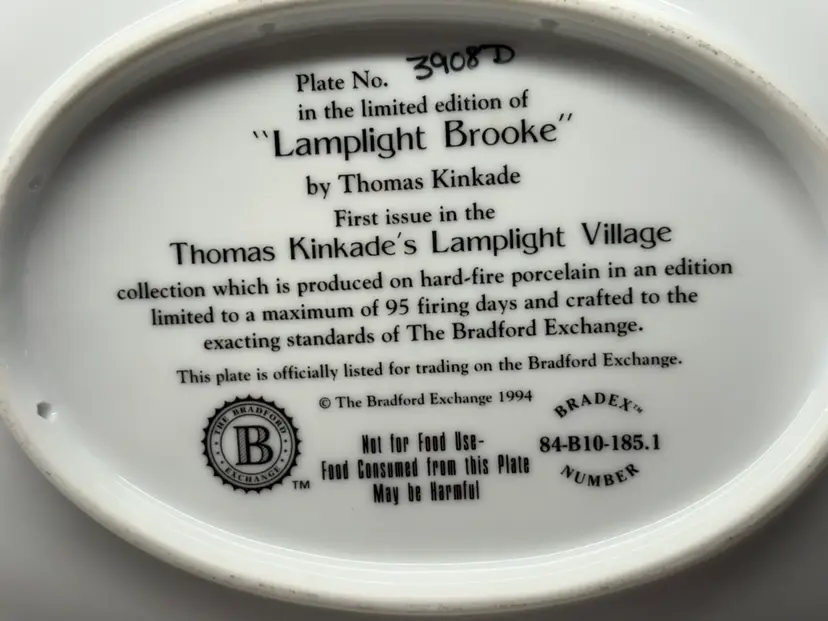 Plate No. 3908D
in the limited edition of
"Lamplight Brooke"
by Thomas Kinkade
First issue in the
Thomas Kinkade's Lamplight Village
collection which is produced on hard-fire porcelain in an edition
limited to a maximum of 95 firing days and crafted to the
exacting standards of The Bradford Exchange.
This plate is officially listed for trading on the Bradford Exchange.
© The Bradford Exchange 1994
THE BRADFORD
B
EXCHANGE
TM
Not for Food Use-
Food Consumed from this Plate
May be Harmful
BRADEX™
84-B10-185.1
NUMBER